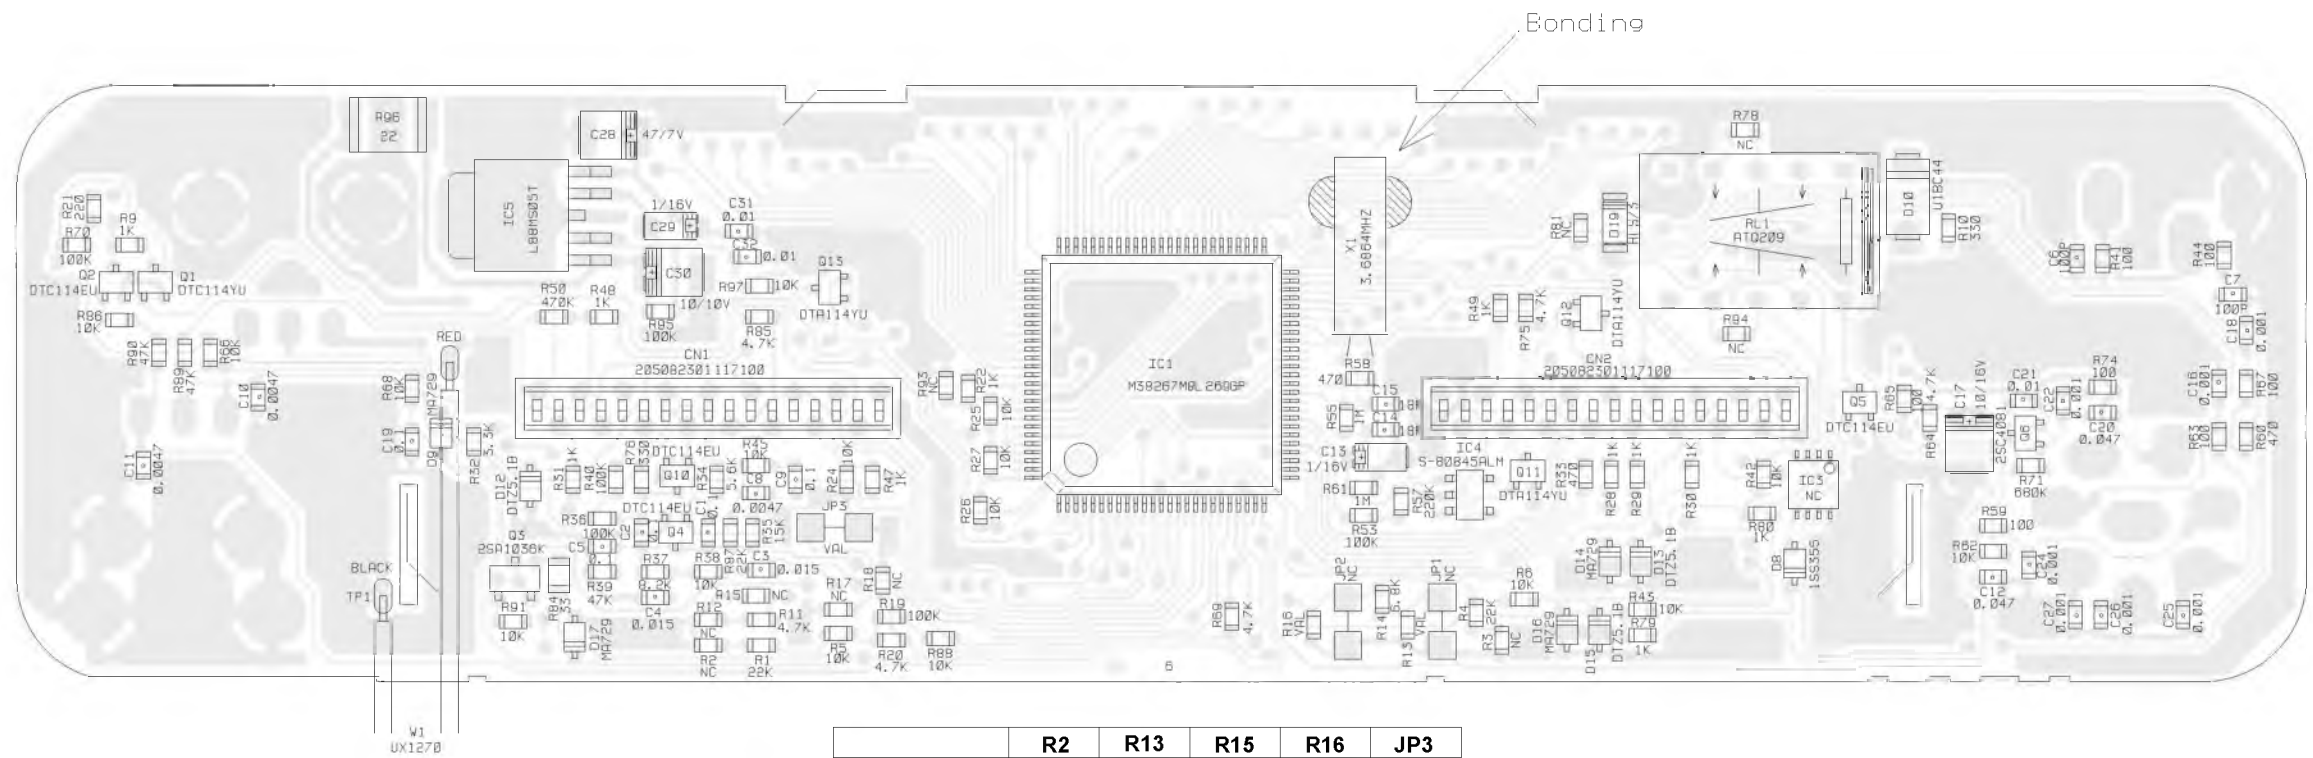 Bonding
R96
22
C28
47/7V
R78
NC
IC5
L88MS05T
1/16V
C29
C31
0.01
C32
0.01
C30
10/10V
R97
10K
Q13
DTA114YU
R21
220
R70
100K
R9
1K
Q2
DTC114EU
Q1
DTC114YU
R86
10K
R50
470K
R48
1K
R95
100K
R85
4.7K
R90
47K
R89
47K
R66
10K
C10
0.0047
C11
0.0047
RED
R68
10K
MA729
D9
C19
0.1
R32
3.3K
CN1
205082301117100
R93
NC
R22
1K
R25
10K
R27
10K
R26
10K
IC1
X1
3.6864MHZ
R81
NC
D19
RL1
ATQ209
D10
U1BC44
R10
330
R49
1K
R75
4.7K
Q12
DTA114YU
R94
NC
C6
100P
R41
100
R44
100
C7
100P
C18
0.001
R58
470
C15
R55
1M
C14
C13
1/16V
CN2
205082301117100
Q5
DTC114EU
R65
100
R64
4.7K
C17
10/16V
2SC4081
Q6
C21
0.01
C22
0.001
R74
100
C20
0.047
C16
0.001
R67
100
R63
100
R60
470
R71
680K
D12
DTZ5.1B
R31
1K
R40
100K
R76
330
DTC114EU
Q10
R34
5.6K
R45
10K
C8
0.0047
C9
0.1
R24
10K
R47
1K
R61
1M
R53
100K
R57
220K
IC4
S-80845ALM
Q11
DTA114YU
R33
470
R28
1K
R29
1K
R30
1K
R42
10K
IC3
NC
R80
1K
R59
100
R62
10K
C24
0.001
C12
0.047
Q3
2SA1036K
R36
100K
C5
C2
DTC114EU
Q4
C1
0.1
R87
22K
R35
15K
JP3
VAL
R39
47K
R37
8.2K
C4
0.015
R38
10K
C3
0.015
BLACK
TP1
R91
10K
R84
33
D17
MA729
R12
NC
R2
NC
R15
NC
R11
4.7K
R1
22K
R17
NC
R5
10K
R18
NC
R19
100K
R20
4.7K
R88
10K
R69
4.7K
R16
VAL
JP2
NC
R14
6.8K
R13
VAL
JP1
NC
R4
22K
R3
NC
R6
10K
D14
MA729
D13
DTZ5.1B
D16
MA729
D15
DTZ5.1B
R43
10K
R79
1K
D8
1SS355
C27
0.001
C26
0.001
C25
0.001
6
W1
UX1270
R2 R13 R15 R16 JP3